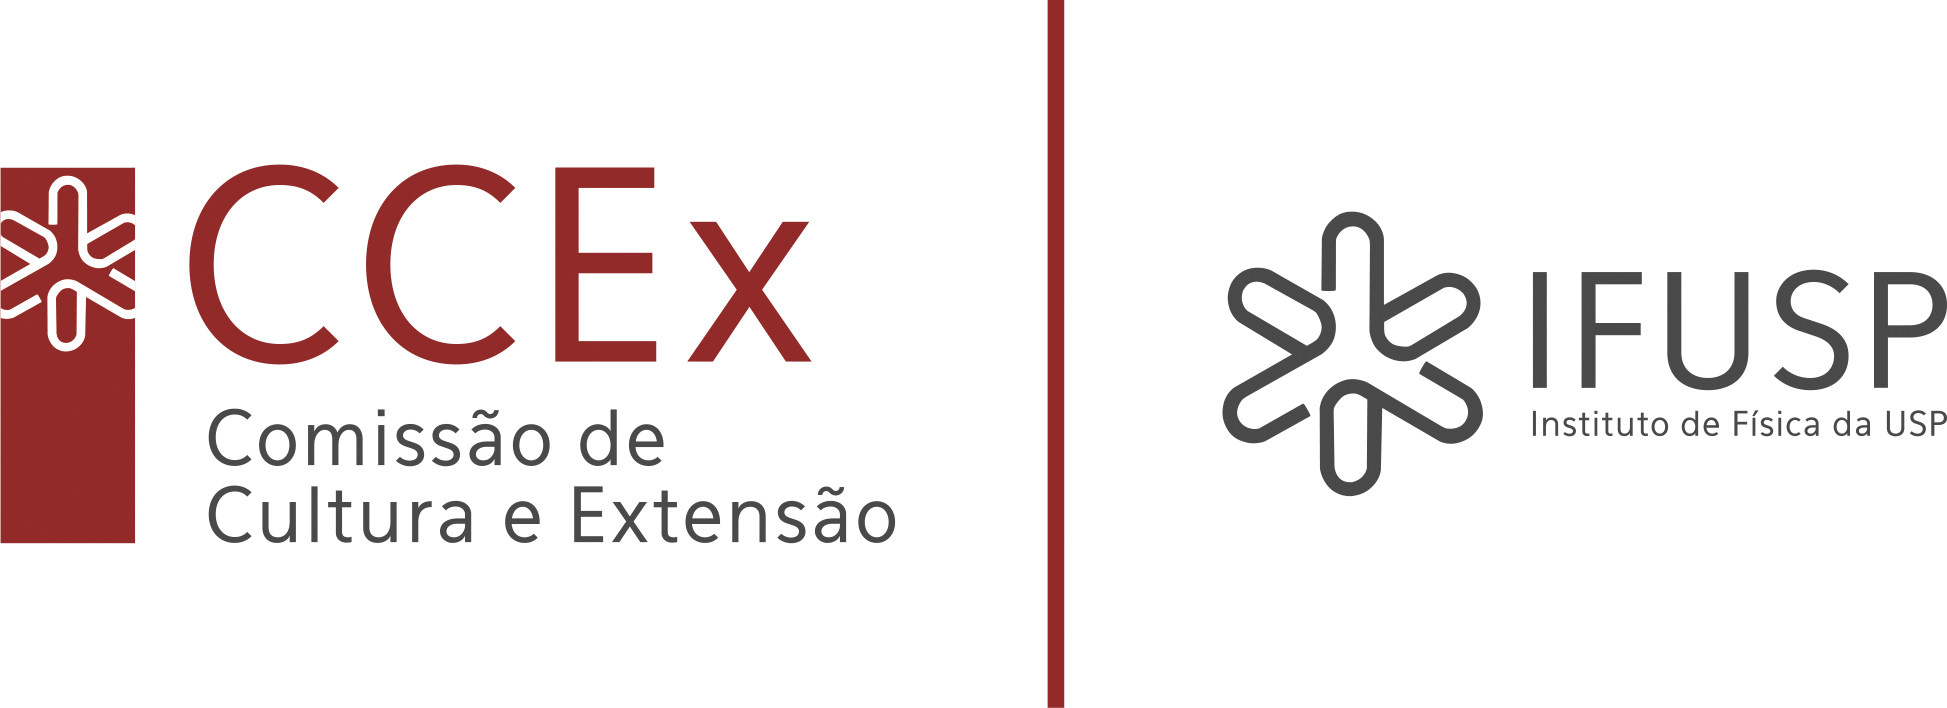 CCEx
Comissão de
Cultura e Extensão
IFUSP
Instituto de Física da USP